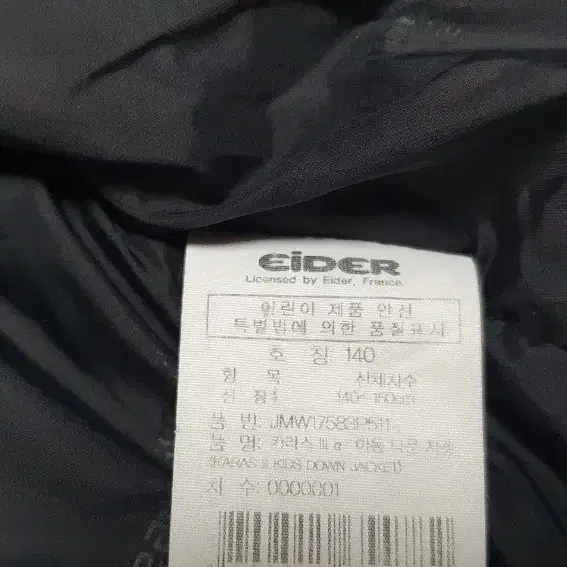 EiDER
Licensed by Eider, France
어린이 제품 안전
특별법에 의한 품질표시
호 칭: 140
항 목 신체치수
신 장 140~150cm
품 번: JMW17583P511
품 명: 카라스 III α 아동 다운 자켓
(KARAS III KIDS DOWN JACKET)
차 수: 0000001